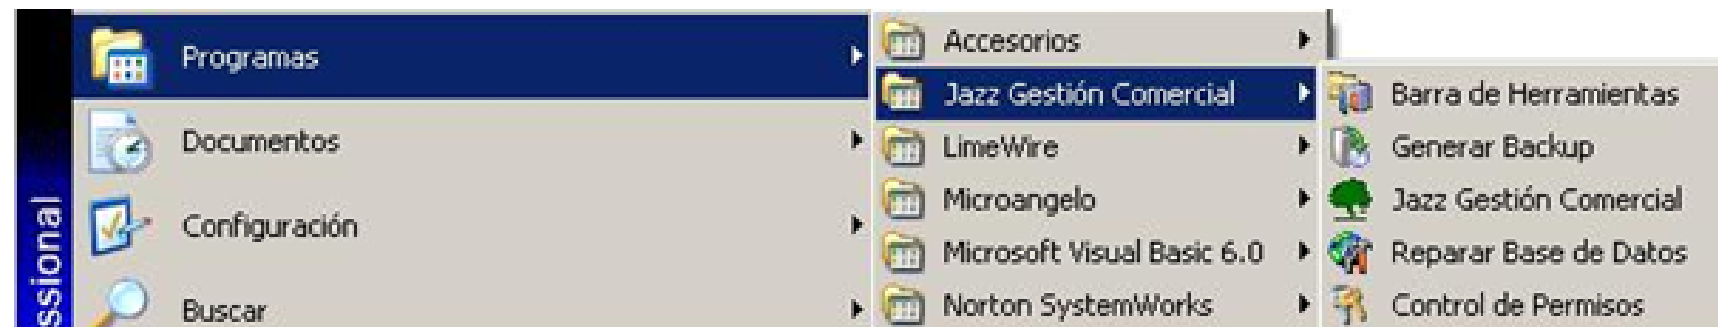 ssional
Programas
Documentos
Configuración
Buscar
Accesorios
Jazz Gestión Comercial
LimeWire
Microangelo
Microsoft Visual Basic 6.0
Norton SystemWorks
Barra de Herramientas
Generar Backup
Jazz Gestión Comercial
Reparar Base de Datos
Control de Permisos